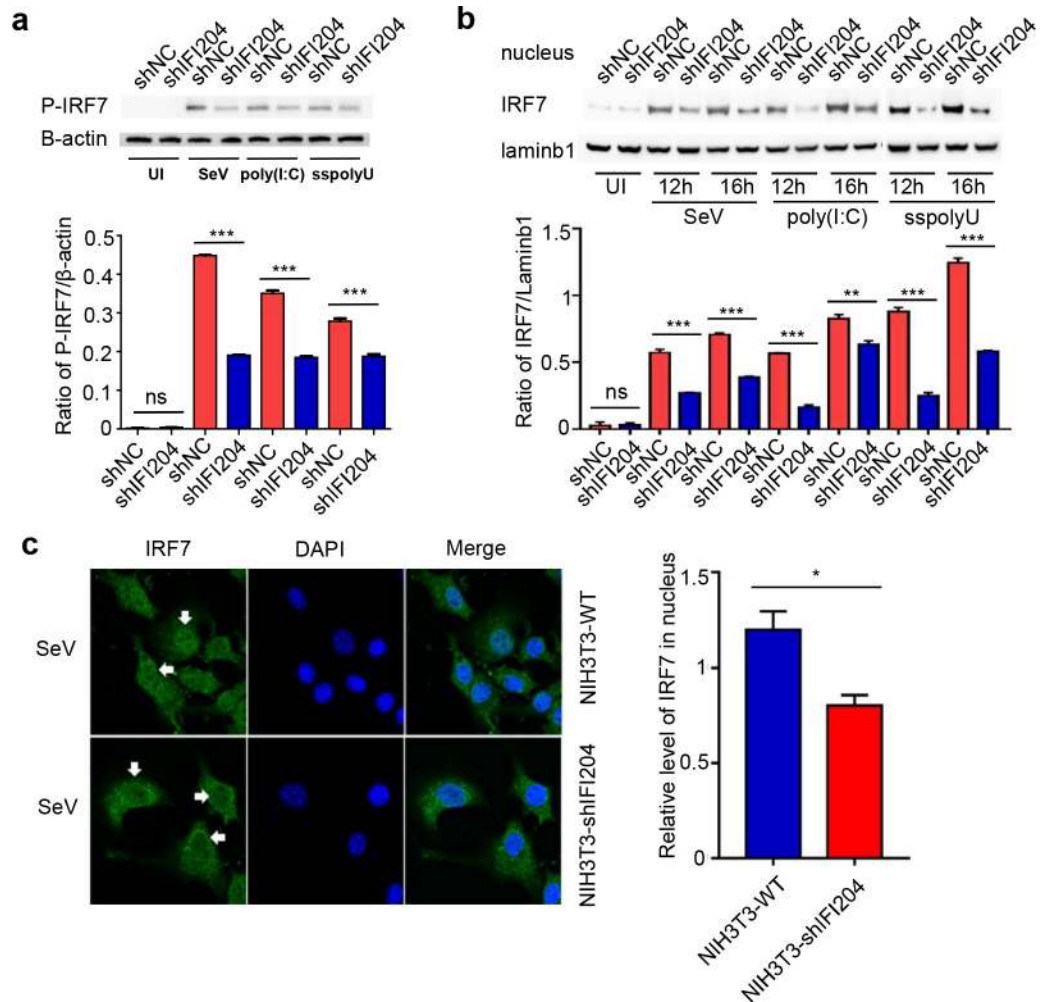 a
shNC
shIFI204
shNC
shIFI204
shNC
shIFI204
shNC
shIFI204
P-IRF7
B-actin
UI SeV poly(I:C) sspolyU
Ratio of P-IRF7/β-actin
0.5
0.4
0.3
0.2
0.1
0
ns
***
***
***
shNC
shIFI204
shNC
shIFI204
shNC
shIFI204
shNC
shIFI204
b
nucleus
shNC
shIFI204
shNC
shIFI204
shNC
shIFI204
shNC
shIFI204
shNC
shIFI204
shNC
shIFI204
shNC
shIFI204
IRF7
laminb1
UI 12h 16h 12h 16h 12h 16h
SeV poly(I:C) sspolyU
Ratio of IRF7/Laminb1
1.5
1
0.5
0
ns
***
***
***
**
***
***
shNC
shIFI204
shNC
shIFI204
shNC
shIFI204
shNC
shIFI204
shNC
shIFI204
shNC
shIFI204
shNC
shIFI204
c
IRF7 DAPI Merge
SeV
NIH3T3-WT
SeV
NIH3T3-shIFI204
Relative level of IRF7 in nucleus
1.5
1
0.5
0
*
NIH3T3-WT
NIH3T3-shIFI204